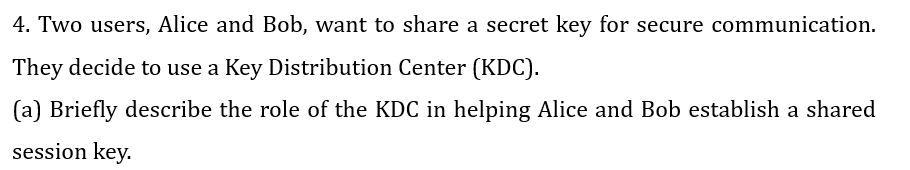 4. Two users, Alice and Bob, want to share a secret key for secure communication.
They decide to use a Key Distribution Center (KDC).
(a) Briefly describe the role of the KDC in helping Alice and Bob establish a shared
session key.